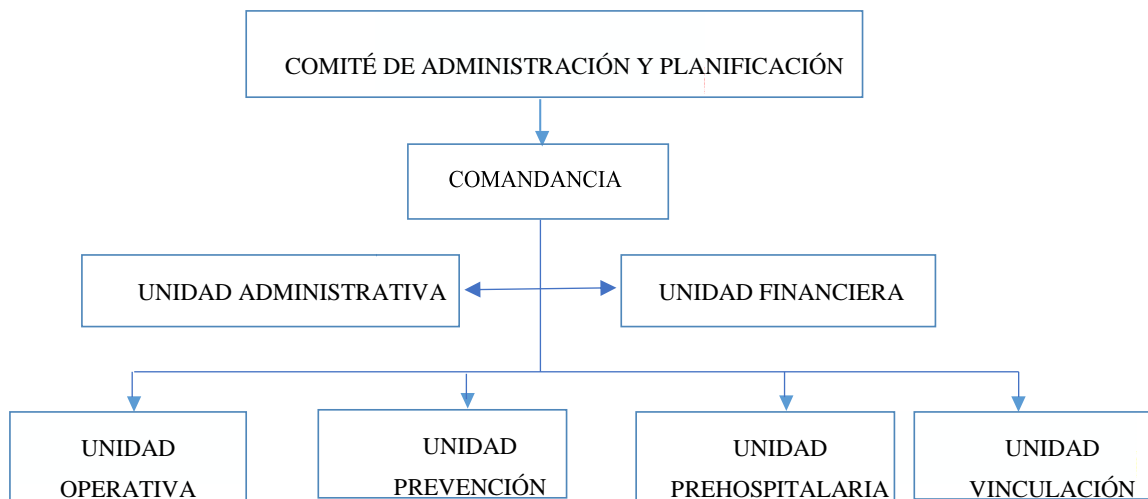 COMITÉ DE ADMINISTRACIÓN Y PLANIFICACIÓN
COMANDANCIA
UNIDAD ADMINISTRATIVA
UNIDAD FINANCIERA
UNIDAD
OPERATIVA
UNIDAD
PREVENCIÓN
UNIDAD
PREHOSPITALARIA
UNIDAD
VINCULACIÓN